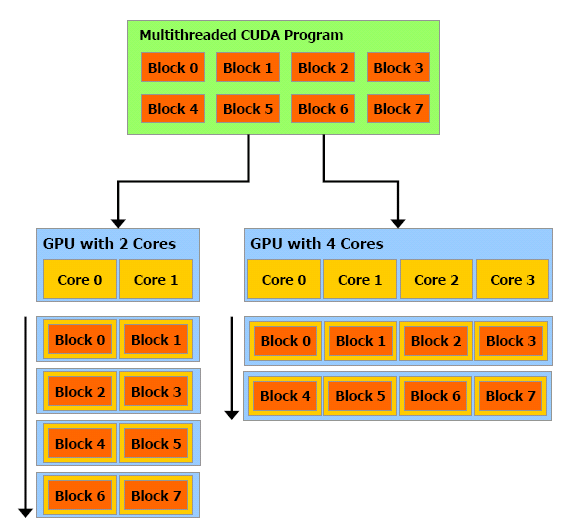 Multithreaded CUDA Program
Block 0 Block 1 Block 2 Block 3
Block 4 Block 5 Block 6 Block 7
GPU with 2 Cores
Core 0 Core 1
Block 0 Block 1
Block 2 Block 3
Block 4 Block 5
Block 6 Block 7
GPU with 4 Cores
Core 0 Core 1 Core 2 Core 3
Block 0 Block 1 Block 2 Block 3
Block 4 Block 5 Block 6 Block 7